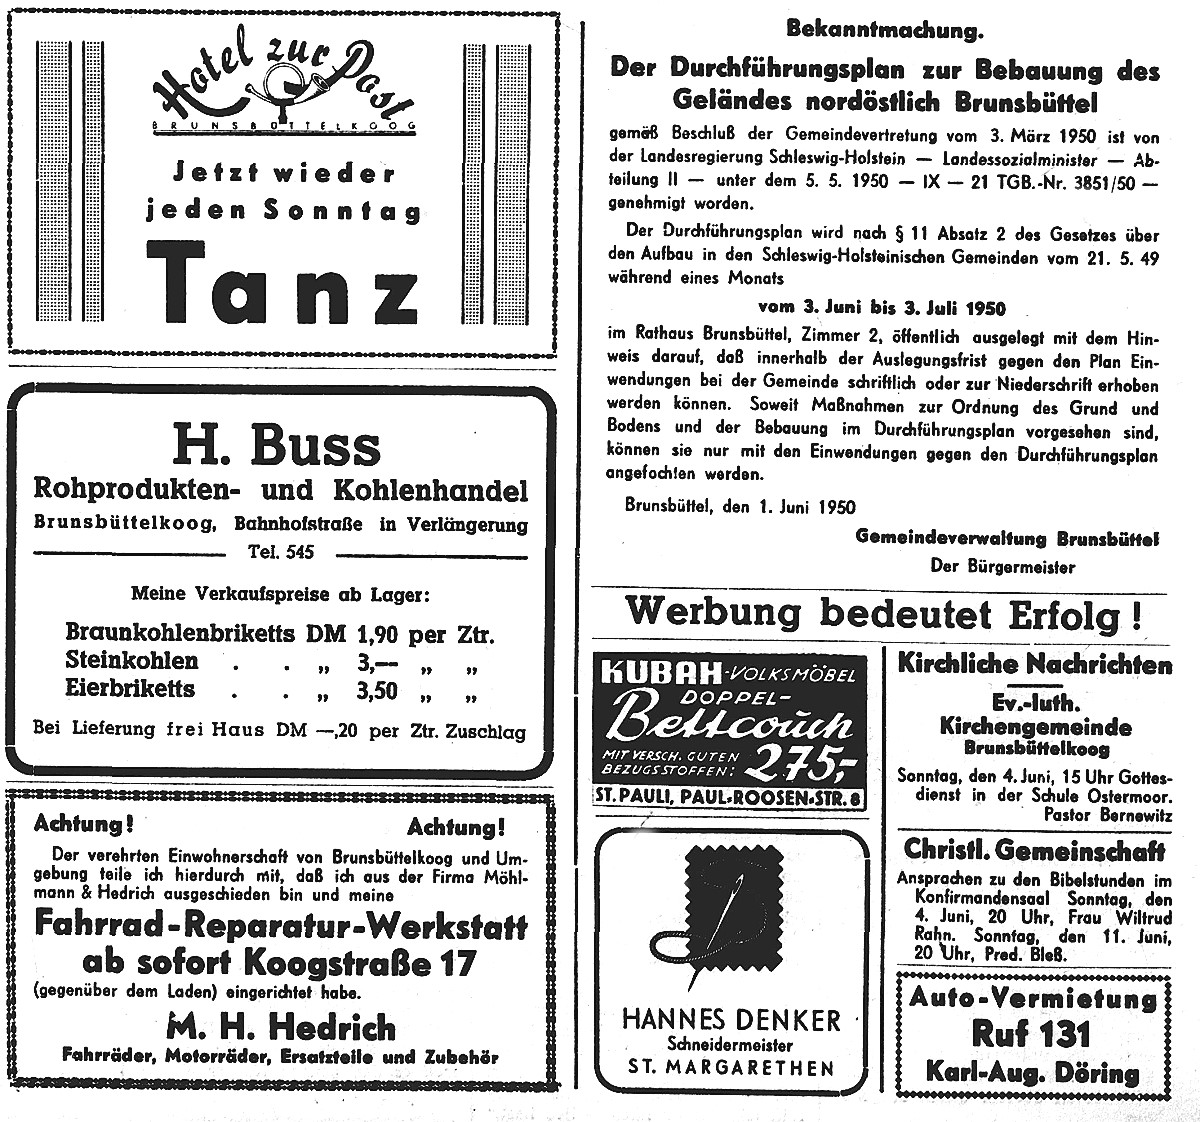 Hotel zur Post
BRUNSBÜTTELKOOG
Jetzt wieder
jeden Sonntag
Tanz
H. Buss
Rohprodukten- und Kohlenhandel
Brunsbüttelkoog, Bahnhofstraße in Verlängerung
Tel. 545
Meine Verkaufspreise ab Lager:
Braunkohlenbriketts DM 1,90 per Ztr.
Steinkohlen . . „ 3,— „ „
Eierbriketts . . „ 3,50 „ „
Bei Lieferung frei Haus DM —,20 per Ztr. Zuschlag
Achtung! Achtung!
Der verehrten Einwohnerschaft von Brunsbüttelkoog und Um-
gebung teile ich hierdurch mit, daß ich aus der Firma Möhl-
mann & Hedrich ausgeschieden bin und meine
Fahrrad-Reparatur-Werkstatt
ab sofort Koogstraße 17
(gegenüber dem Laden) eingerichtet habe.
M. H. Hedrich
Fahrräder, Motorräder, Ersatzteile und Zubehör
Bekanntmachung.
Der Durchführungsplan zur Bebauung des
Geländes nordöstlich Brunsbüttel
gemäß Beschluß der Gemeindevertretung vom 3. März 1950 ist von
der Landesregierung Schleswig-Holstein — Landessozialminister — Ab-
teilung II — unter dem 5. 5. 1950 — IX — 21 TGB.-Nr. 3851/50 —
genehmigt worden.
Der Durchführungsplan wird nach § 11 Absatz 2 des Gesetzes über
den Aufbau in den Schleswig-Holsteinischen Gemeinden vom 21. 5. 49
während eines Monats
vom 3. Juni bis 3. Juli 1950
im Rathaus Brunsbüttel, Zimmer 2, öffentlich ausgelegt mit dem Hin-
weis darauf, daß innerhalb der Auslegungsfrist gegen den Plan Ein-
wendungen bei der Gemeinde schriftlich oder zur Niederschrift erhoben
werden können. Soweit Maßnahmen zur Ordnung des Grund und
Bodens und der Bebauung im Durchführungsplan vorgesehen sind,
können sie nur mit den Einwendungen gegen den Durchführungsplan
angefochten werden.
Brunsbüttel, den 1. Juni 1950
Gemeindeverwaltung Brunsbüttel
Der Bürgermeister
Werbung bedeutet Erfolg!
KUBAH-VOLKSMÖBEL
DOPPEL-
Bettcouch
MIT VERSCH. GUTEN
BEZUGSSTOFFEN: 275,-
ST. PAULI, PAUL-ROOSEN-STR. 8
HANNES DENKER
Schneidermeister
ST. MARGARETHEN
Kirchliche Nachrichten
Ev.-luth.
Kirchengemeinde
Brunsbüttelkoog
Sonntag, den 4. Juni, 15 Uhr Gottes-
dienst in der Schule Ostermoor.
Pastor Bernewitz
Christl. Gemeinschaft
Ansprachen zu den Bibelstunden im
Konfirmandensaal Sonntag, den
4. Juni, 20 Uhr, Frau Wiltrud
Rahn. Sonntag, den 11. Juni,
20 Uhr, Pred. Bleß.
Auto-Vermietung
Ruf 131
Karl-Aug. Döring